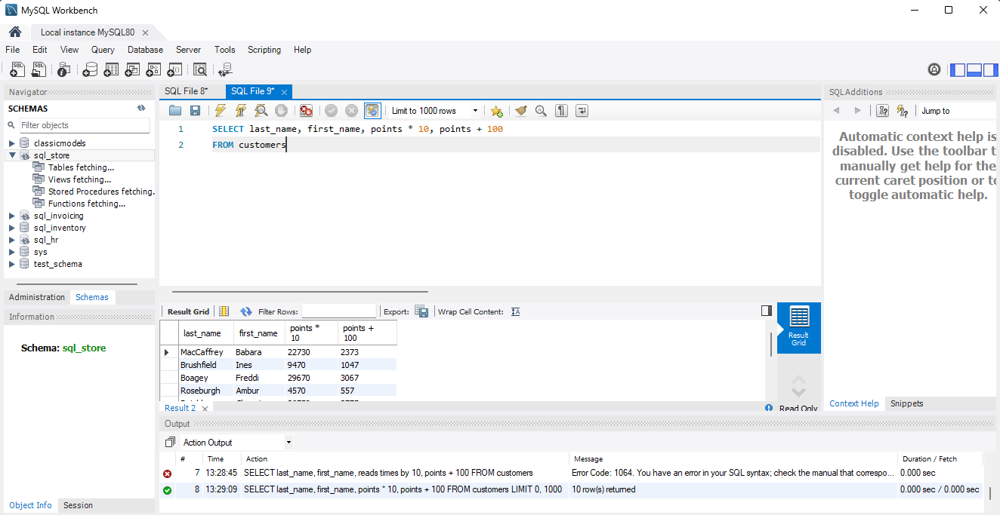 MySQL Workbench
Local instance MySQL80
File Edit View Query Database Server Tools Scripting Help
Navigator
SCHEMAS
Filter objects
classicmodels
sql_store
Tables fetching...
Views fetching...
Stored Procedures fetching.
Functions fetching...
sql_invoicing
sql_inventory
sql_hr
sys
test_schema
Administration Schemas
Information
Schema: sql_store
Object Info Session
SQL File 8* SQL File 9*
Limit to 1000 rows
1 SELECT last_name, first_name, points * 10, points + 100
2 FROM customers
Result Grid Filter Rows: Export: Wrap Cell Content:
last_name first_name points * 10 points + 100
MacCaffrey Babara 22730 2373
Brushfield Ines 9470 1047
Boagey Freddi 29670 3067
Roseburgh Ambur 4570 557
Result Grid
Result 2 Read Only
SQLAdditions
Jump to
Automatic context help is
disabled. Use the toolbar t
manually get help for the
current caret position or to
toggle automatic help.
Context Help Snippets
Output
Action Output
# Time Action Message Duration / Fetch
7 13:28:45 SELECT last_name, first_name, reads times by 10, points + 100 FROM customers Error Code: 1064. You have an error in your SQL syntax; check the manual that correspo... 0.000 sec
8 13:29:09 SELECT last_name, first_name, points * 10, points + 100 FROM customers LIMIT 0, 1000 10 row(s) returned 0.000 sec / 0.000 sec